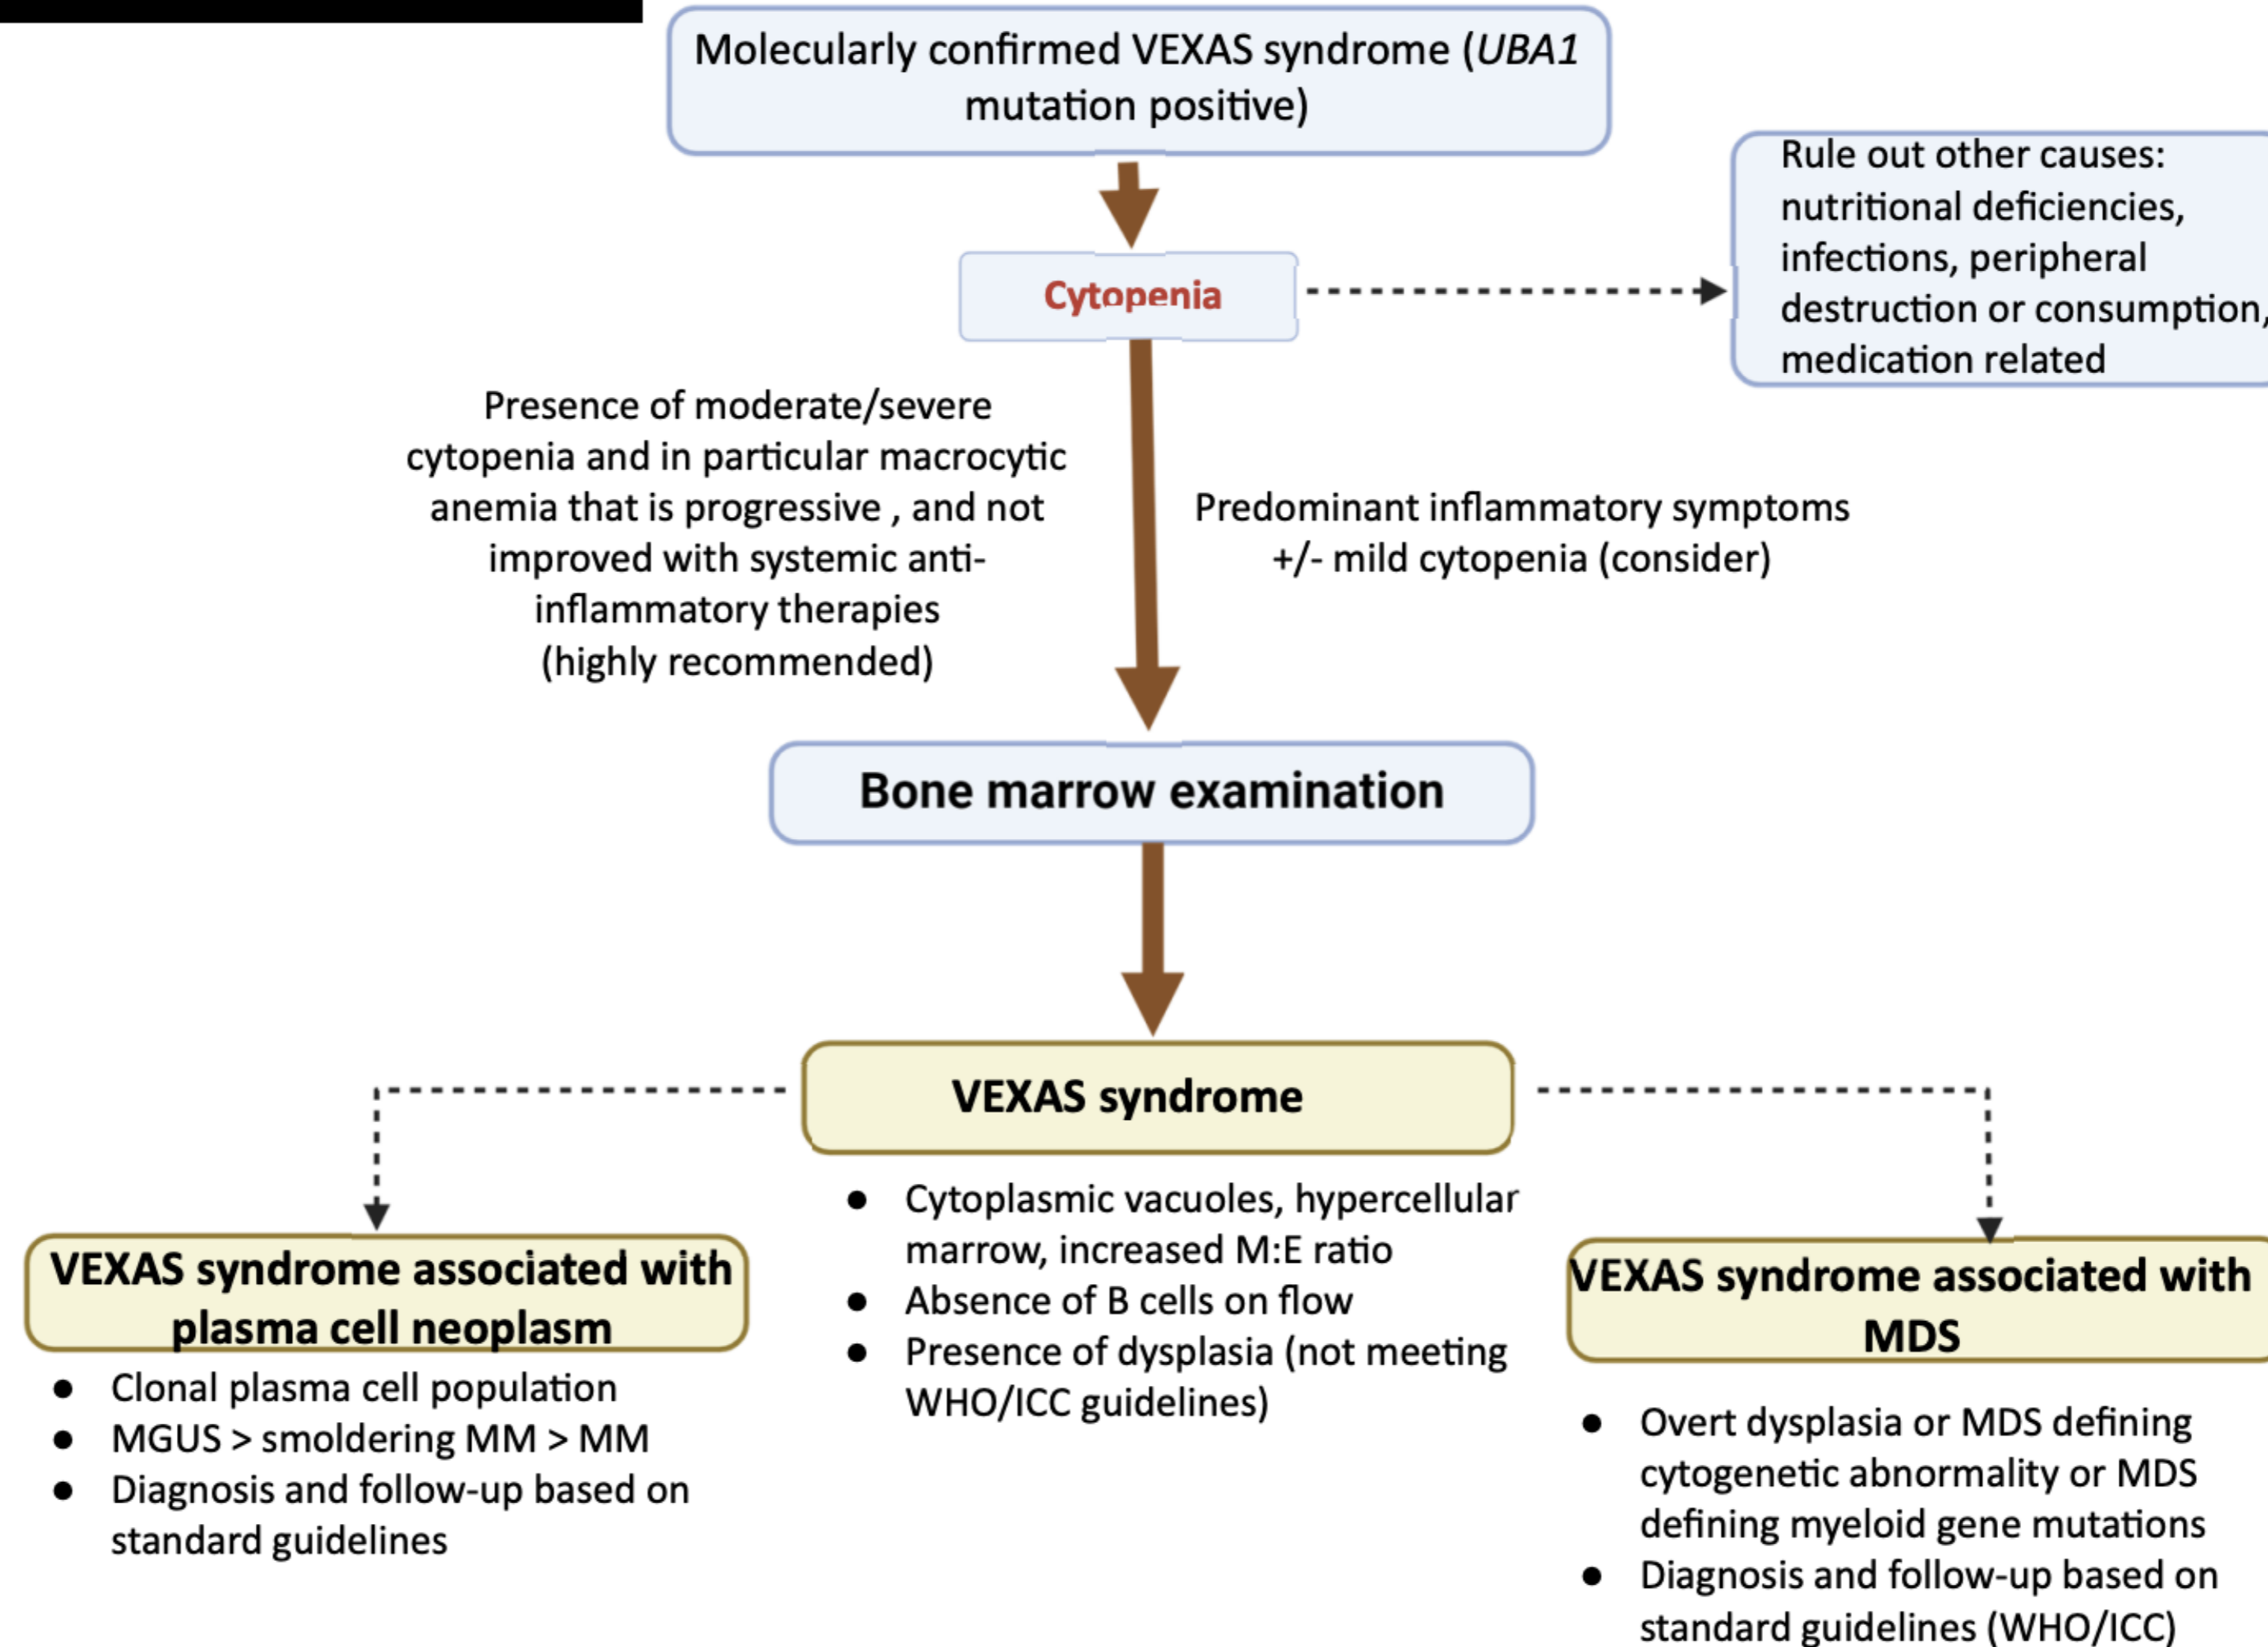 Molecularly confirmed VEXAS syndrome (UBA1
mutation positive)
Rule out other causes:
nutritional deficiencies,
infections, peripheral
destruction or consumption,
medication related
Cytopenia
Presence of moderate/severe
cytopenia and in particular macrocytic
anemia that is progressive , and not
improved with systemic anti-
inflammatory therapies
(highly recommended)
Predominant inflammatory symptoms
+/- mild cytopenia (consider)
Bone marrow examination
VEXAS syndrome
● Cytoplasmic vacuoles, hypercellular
marrow, increased M:E ratio
● Absence of B cells on flow
● Presence of dysplasia (not meeting
WHO/ICC guidelines)
VEXAS syndrome associated with
plasma cell neoplasm
● Clonal plasma cell population
● MGUS > smoldering MM > MM
● Diagnosis and follow-up based on
standard guidelines
VEXAS syndrome associated with
MDS
● Overt dysplasia or MDS defining
cytogenetic abnormality or MDS
defining myeloid gene mutations
● Diagnosis and follow-up based on
standard guidelines (WHO/ICC)